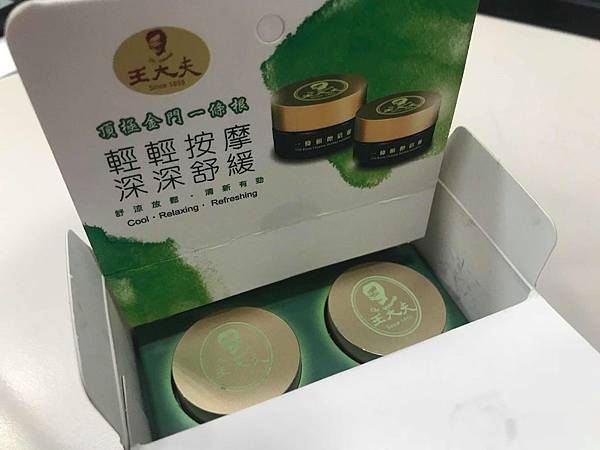 王大夫
Since 1855
頂極金門一條根
輕輕按摩
深深舒緩
舒涼放鬆・清新有勁
Cool・Relaxing・Refreshing
王大夫
王大夫